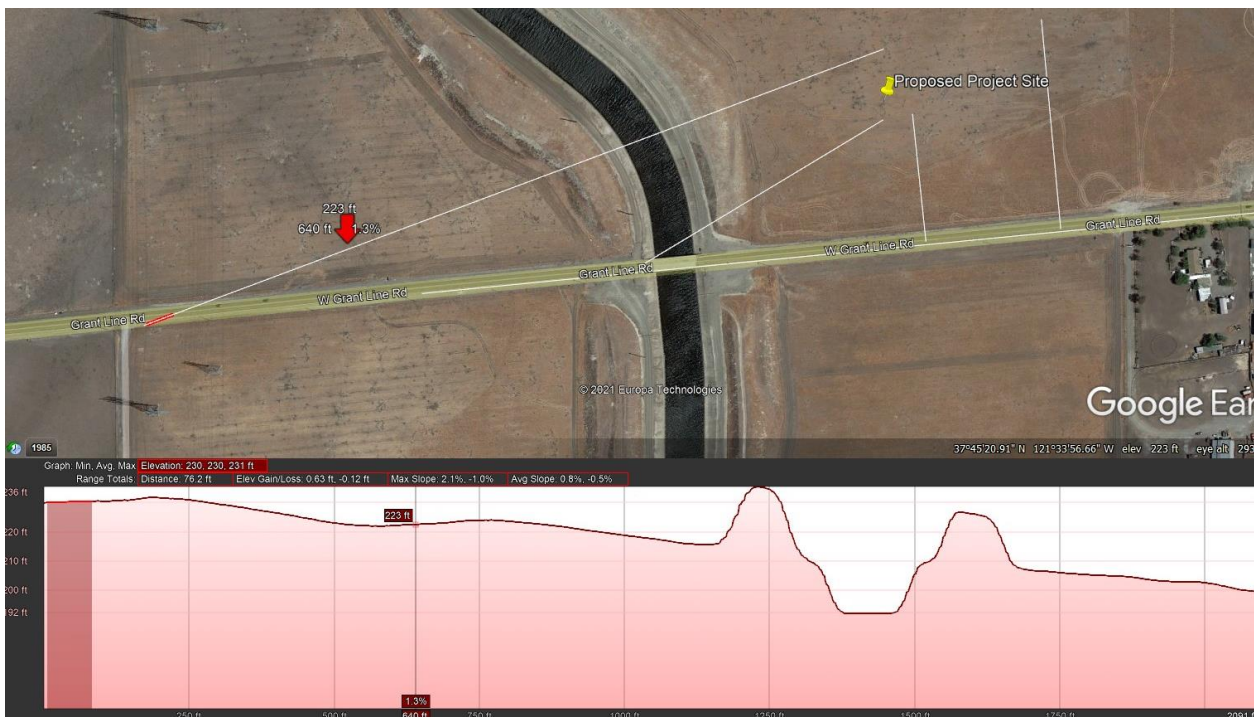 Proposed Project Site
223 ft
640 ft 1.3%
Grant Line Rd
W Grant Line Rd
Grant Line Rd
W Grant Line Rd
Grant Line Rd
© 2021 Europa Technologies
Google Ear
1985
37°45'20.91" N 121°33'56.66" W elev 223 ft eye alt 293
Graph: Min, Avg, Max Elevation: 230, 230, 231 ft
Range Totals: Distance: 76.2 ft Elev Gain/Loss: 0.63 ft, -0.12 ft Max Slope: 2.1%, -1.0% Avg Slope: 0.8%, -0.5%
236 ft
223 ft
220 ft
210 ft
200 ft
192 ft
1.3%
250 ft 500 ft 640 ft 750 ft 1000 ft 1250 ft 1500 ft 1750 ft 2091 ft